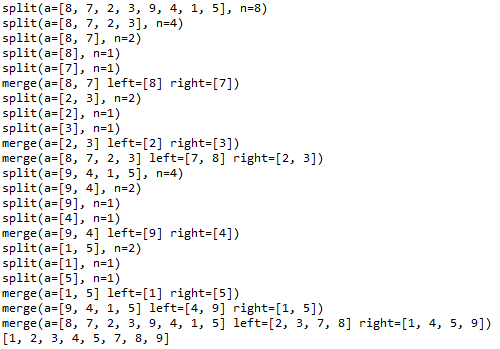 split(a=[8, 7, 2, 3, 9, 4, 1, 5], n=8)
split(a=[8, 7, 2, 3], n=4)
split(a=[8, 7], n=2)
split(a=[8], n=1)
split(a=[7], n=1)
merge(a=[8, 7] left=[8] right=[7])
split(a=[2, 3], n=2)
split(a=[2], n=1)
split(a=[3], n=1)
merge(a=[2, 3] left=[2] right=[3])
merge(a=[8, 7, 2, 3] left=[7, 8] right=[2, 3])
split(a=[9, 4, 1, 5], n=4)
split(a=[9, 4], n=2)
split(a=[9], n=1)
split(a=[4], n=1)
merge(a=[9, 4] left=[9] right=[4])
split(a=[1, 5], n=2)
split(a=[1], n=1)
split(a=[5], n=1)
merge(a=[1, 5] left=[1] right=[5])
merge(a=[9, 4, 1, 5] left=[4, 9] right=[1, 5])
merge(a=[8, 7, 2, 3, 9, 4, 1, 5] left=[2, 3, 7, 8] right=[1, 4, 5, 9])
[1, 2, 3, 4, 5, 7, 8, 9]